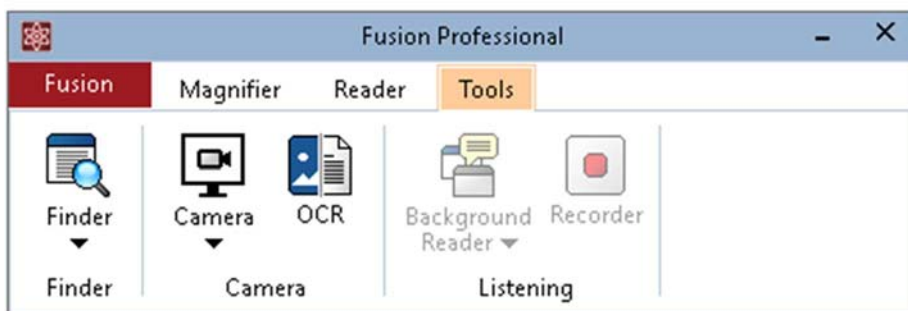 Fusion Professional
Fusion Magnifier Reader Tools
Finder Camera OCR Background Reader Recorder
Finder Camera Listening